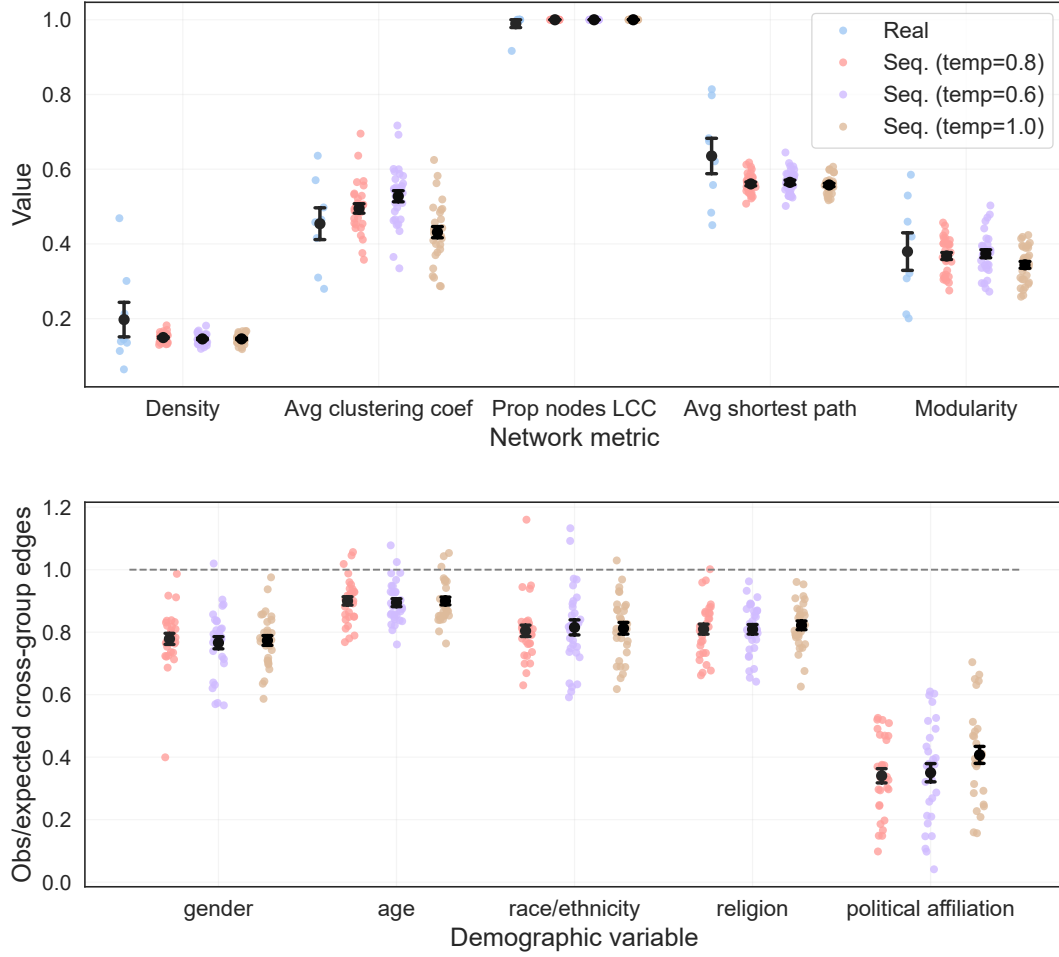 1.0
0.8
0.6
0.4
0.2
Value
Real
Seq. (temp=0.8)
Seq. (temp=0.6)
Seq. (temp=1.0)
Density
Avg clustering coef
Prop nodes LCC
Avg shortest path
Modularity
Network metric
1.2
1.0
0.8
0.6
0.4
0.2
0.0
Obs/expected cross-group edges
gender
age
race/ethnicity
religion
political affiliation
Demographic variable